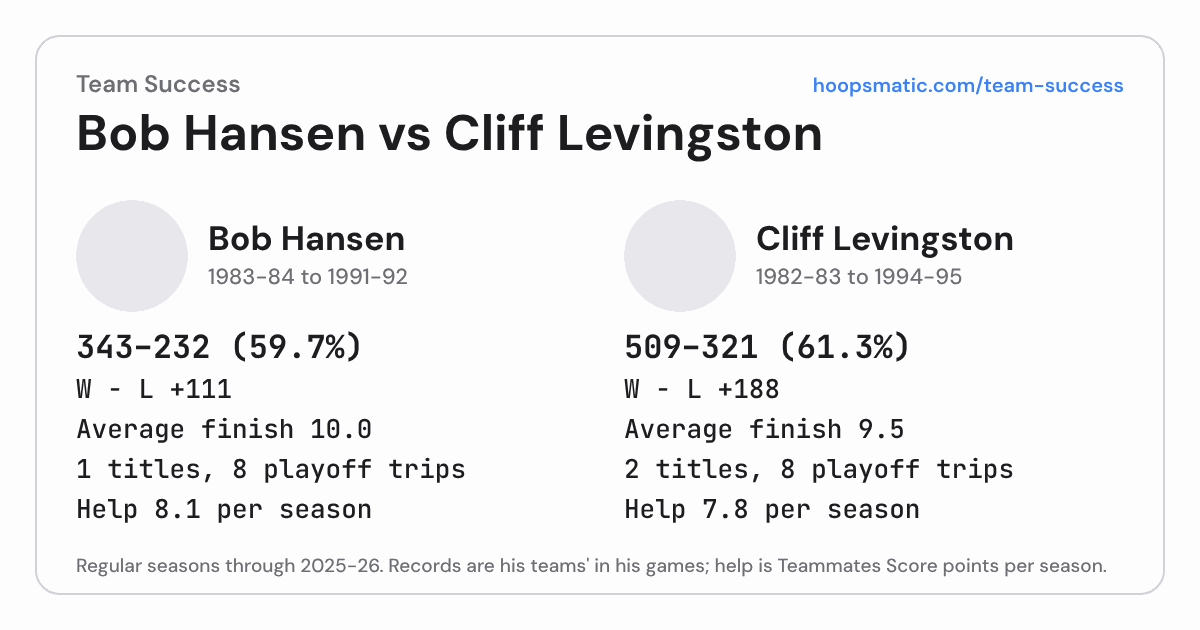 Team Success
hoopsmatic.com/team-success
Bob Hansen vs Cliff Levingston
Bob Hansen
1983-84 to 1991-92
343-232 (59.7%)
W - L +111
Average finish 10.0
1 titles, 8 playoff trips
Help 8.1 per season
Cliff Levingston
1982-83 to 1994-95
509-321 (61.3%)
W - L +188
Average finish 9.5
2 titles, 8 playoff trips
Help 7.8 per season
Regular seasons through 2025-26. Records are his teams' in his games; help is Teammates Score points per season.